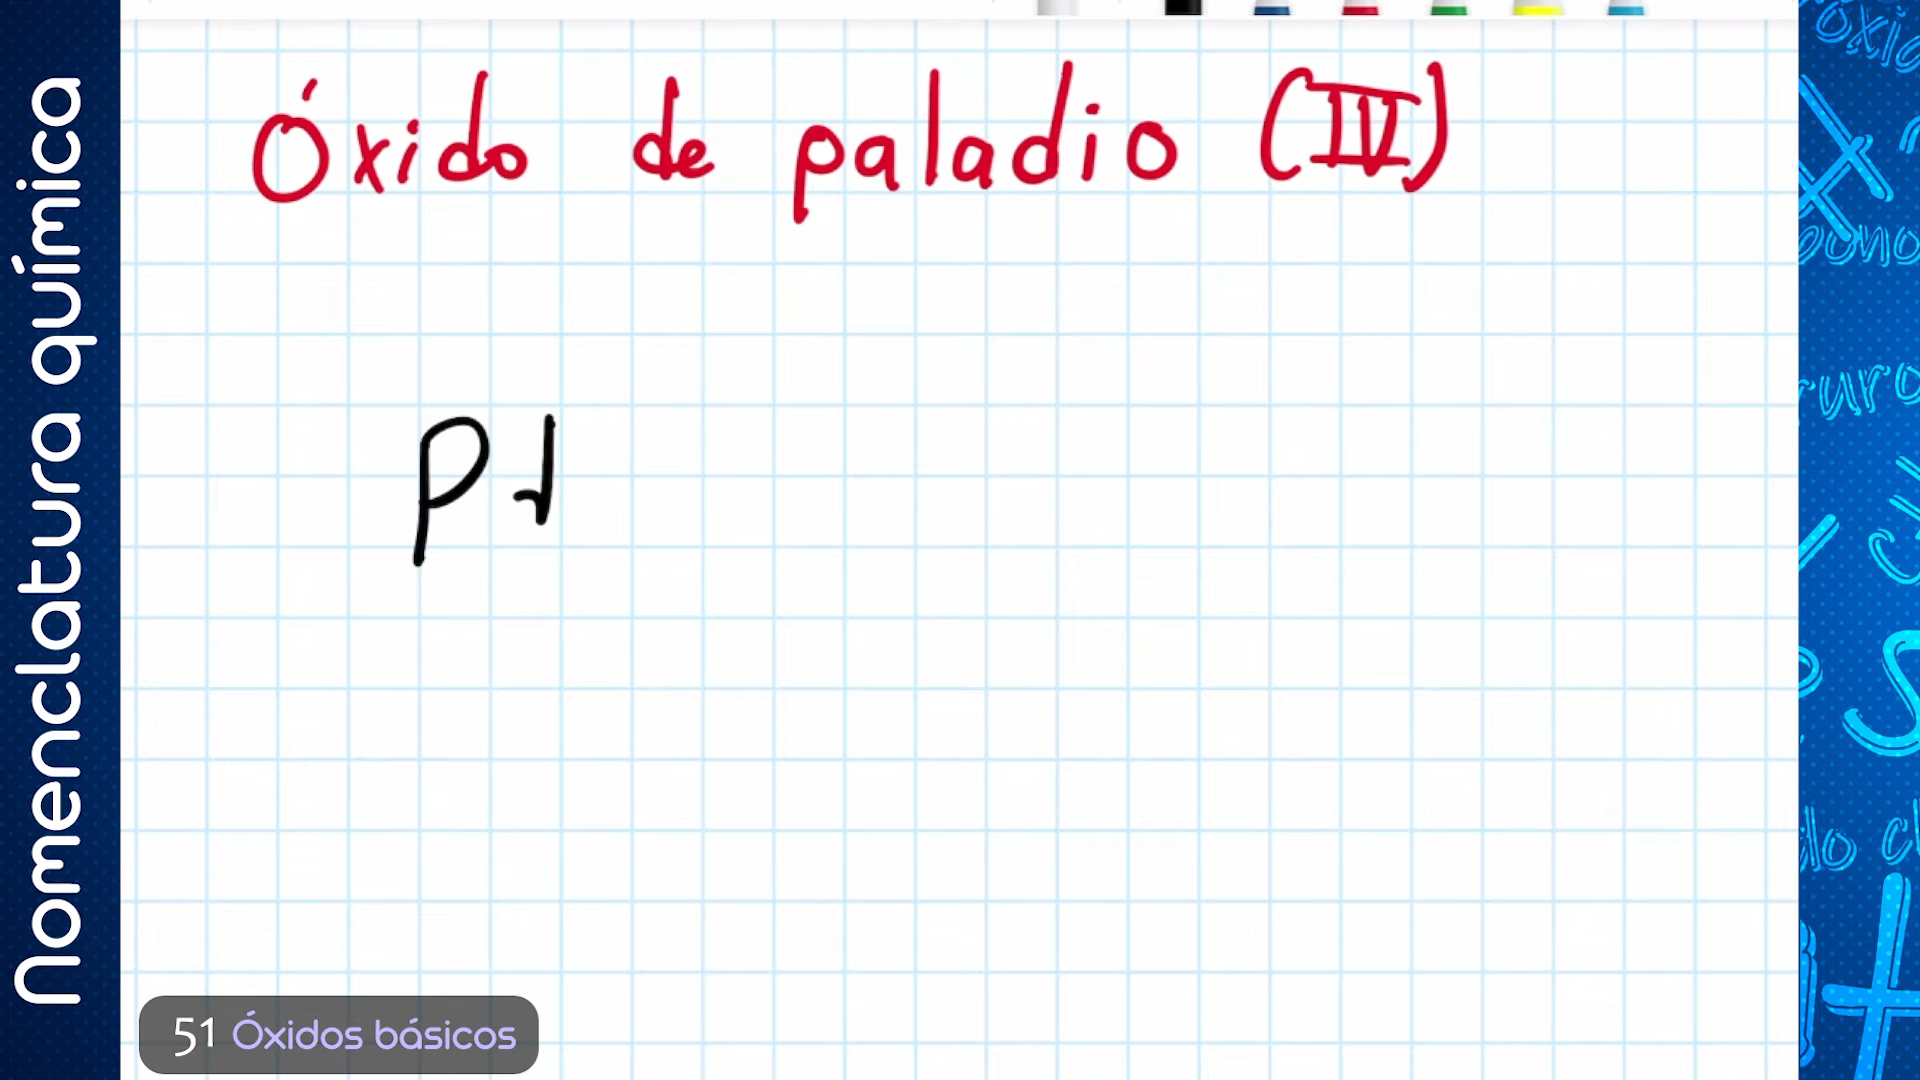 Nomenclatura química
Óxido de paladio (IV)
Pd
51 Óxidos básicos